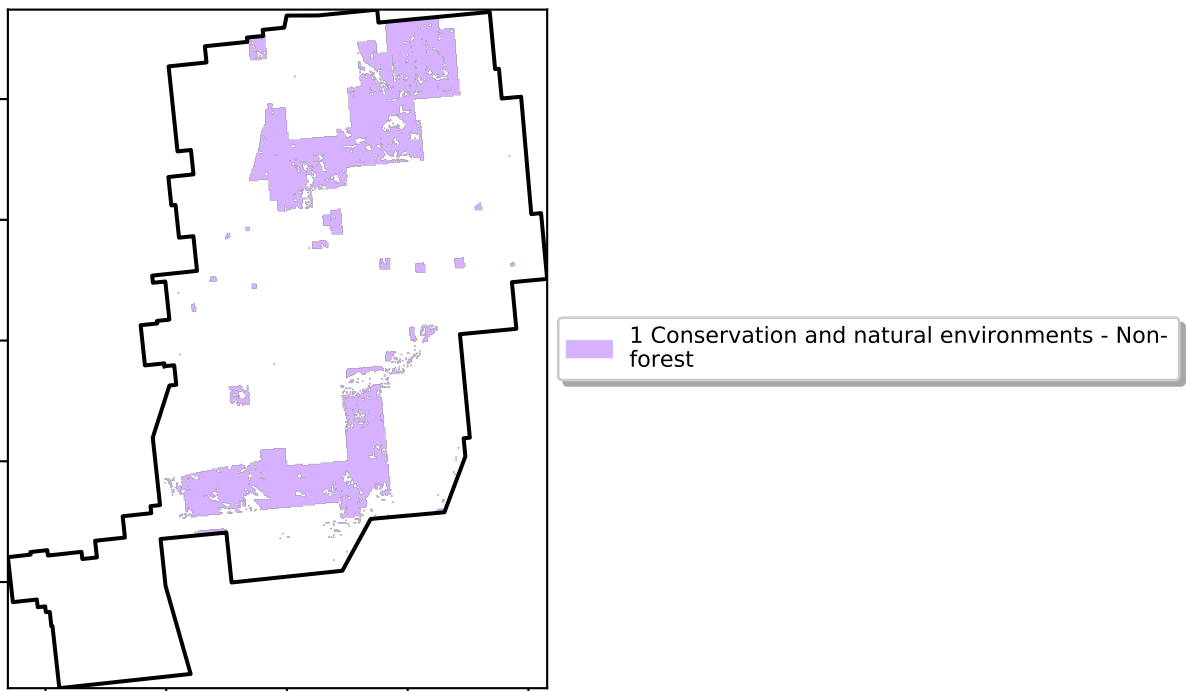 1 Conservation and natural environments - Non-
forest